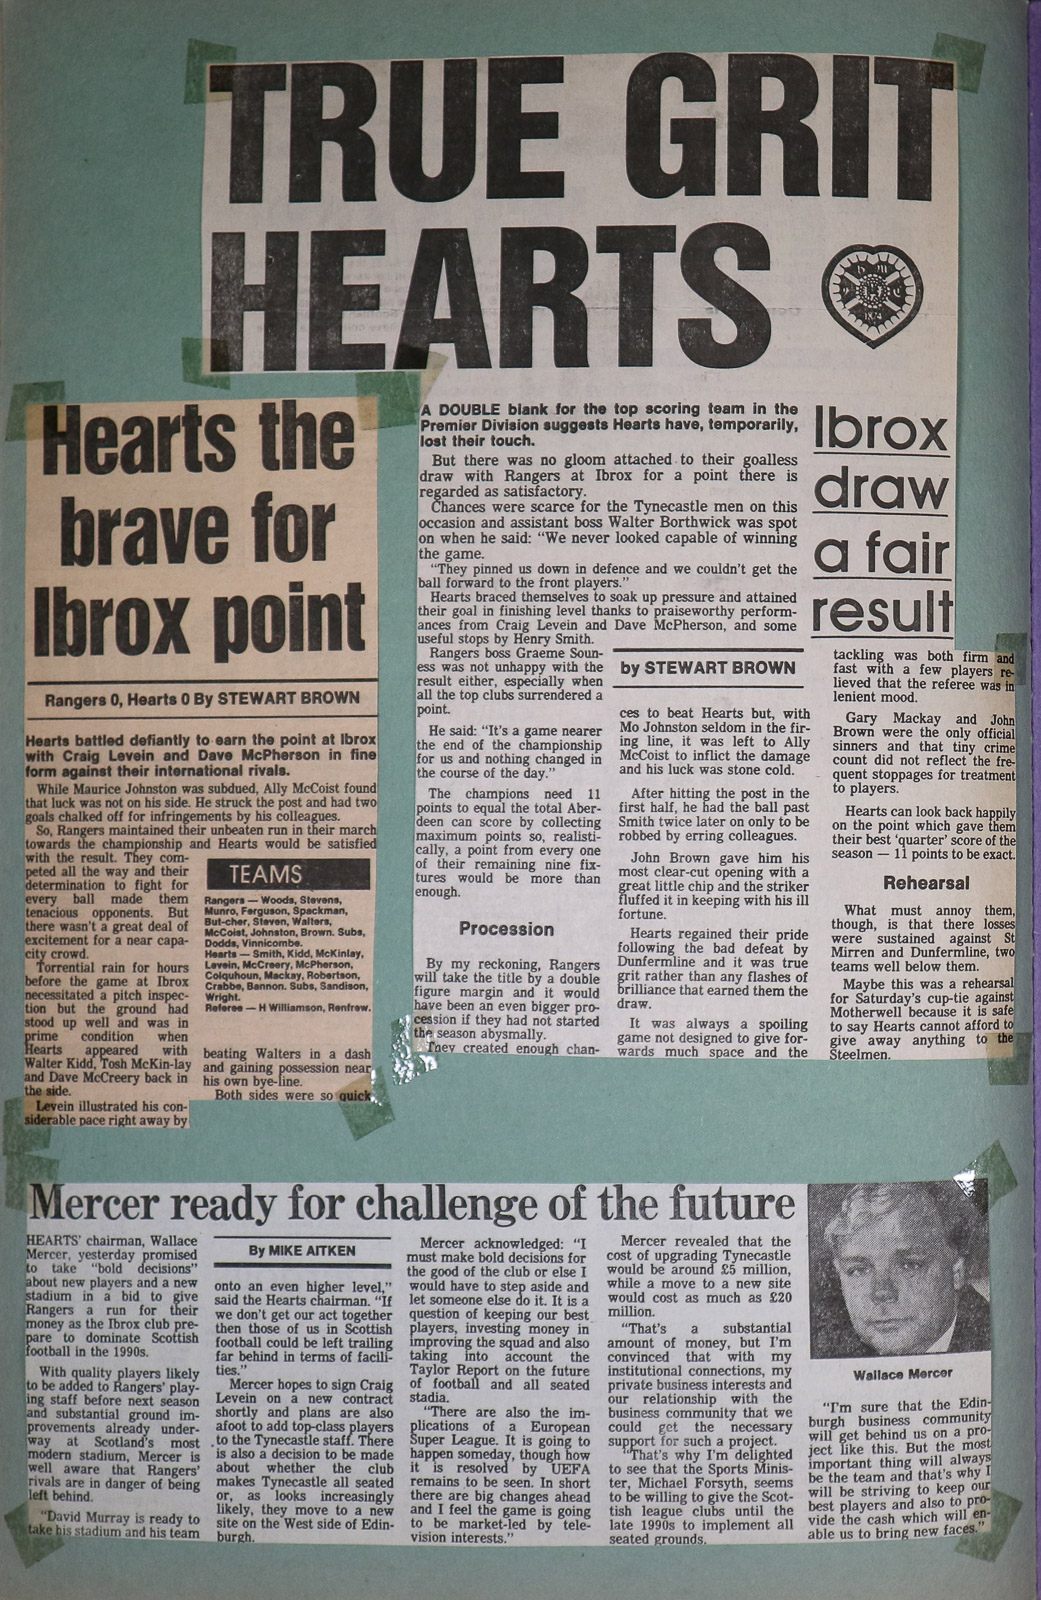 TRUE GRIT
HEARTS
1874
Hearts the
brave for
Ibrox point
Rangers 0, Hearts 0 By STEWART BROWN
Hearts battled defiantly to earn the point at Ibrox
with Craig Levein and Dave McPherson in fine
form against their international rivals.
While Maurice Johnston was subdued, Ally McCoist found
that luck was not on his side. He struck the post and had two
goals chalked off for infringements by his colleagues.
So, Rangers maintained their unbeaten run in their march
towards the championship and Hearts would be satisfied
with the result. They com-
peted all the way and their
determination to fight for
every ball made them
tenacious opponents. But
there wasn't a great deal of
excitement for a near capa-
city crowd.
Torrential rain for hours
before the game at Ibrox
necessitated a pitch inspec-
tion but the ground had
stood up well and was in
prime condition when
Hearts appeared with
Walter Kidd, Tosh McKin-lay
and Dave McCreery back in
the side.
Levein illustrated his con-
siderable pace right away by
TEAMS
Rangers — Woods, Stevens,
Munro, Ferguson, Spackman,
But-cher, Steven, Walters,
McCoist, Johnston, Brown. Subs,
Dodds, Vinnicombe.
Hearts — Smith, Kidd, McKinlay,
Levein, McCreery, McPherson,
Colquhoun, Mackay, Robertson,
Crabbe, Bannon. Subs, Sandison,
Wright.
Referee — H Williamson, Renfrew.
beating Walters in a dash
and gaining possession near
his own bye-line.
Both sides were so quick
A DOUBLE blank for the top scoring team in the
Premier Division suggests Hearts have, temporarily,
lost their touch.
But there was no gloom attached to their goalless
draw with Rangers at Ibrox for a point there is
regarded as satisfactory.
Chances were scarce for the Tynecastle men on this
occasion and assistant boss Walter Borthwick was spot
on when he said: "We never looked capable of winning
the game.
"They pinned us down in defence and we couldn't get the
ball forward to the front players."
Hearts braced themselves to soak up pressure and attained
their goal in finishing level thanks to praiseworthy perform-
ances from Craig Levein and Dave McPherson, and some
useful stops by Henry Smith.
Rangers boss Graeme Soun-
ess was not unhappy with the
result either, especially when
all the top clubs surrendered a
point.
He said: "It's a game nearer
the end of the championship
for us and nothing changed in
the course of the day."
The champions need 11
points to equal the total Aber-
deen can score by collecting
maximum points so, realisti-
cally, a point from every one
of their remaining nine fix-
tures would be more than
enough.
Procession
By my reckoning, Rangers
will take the title by a double
figure margin and it would
have been an even bigger pro-
cession if they had not started
the season abysmally.
They created enough chan-
by STEWART BROWN
ces to beat Hearts but, with
Mo Johnston seldom in the fir-
ing line, it was left to Ally
McCoist to inflict the damage
and his luck was stone cold.
After hitting the post in the
first half, he had the ball past
Smith twice later on only to be
robbed by erring colleagues.
John Brown gave him his
most clear-cut opening with a
great little chip and the striker
fluffed it in keeping with his ill
fortune.
Hearts regained their pride
following the bad defeat by
Dunfermline and it was true
grit rather than any flashes of
brilliance that earned them the
draw.
It was always a spoiling
game not designed to give for-
wards much space and the
Ibrox
draw
a fair
result
tackling was both firm and
fast with a few players re-
lieved that the referee was in
lenient mood.
Gary Mackay and John
Brown were the only official
sinners and that tiny crime
count did not reflect the fre-
quent stoppages for treatment
to players.
Hearts can look back happily
on the point which gave them
their best 'quarter' score of the
season — 11 points to be exact.
Rehearsal
What must annoy them,
though, is that there losses
were sustained against St
Mirren and Dunfermline, two
teams well below them.
Maybe this was a rehearsal
for Saturday's cup-tie against
Motherwell because it is safe
to say Hearts cannot afford to
give away anything to the
Steelmen.
Mercer ready for challenge of the future
HEARTS' chairman, Wallace
Mercer, yesterday promised
to take "bold decisions"
about new players and a new
stadium in a bid to give
Rangers a run for their
money as the Ibrox club pre-
pare to dominate Scottish
football in the 1990s.
With quality players likely
to be added to Rangers' play-
ing staff before next season
and substantial ground im-
provements already under-
way at Scotland's most
modern stadium, Mercer is
well aware that Rangers'
rivals are in danger of being
left behind.
"David Murray is ready to
take his stadium and his team
By MIKE AITKEN
onto an even higher level,"
said the Hearts chairman. "If
we don't get our act together
then those of us in Scottish
football could be left trailing
far behind in terms of facili-
ties."
Mercer hopes to sign Craig
Levein on a new contract
shortly and plans are also
afoot to add top-class players
to the Tynecastle staff. There
is also a decision to be made
about whether the club
makes Tynecastle all seated
or, as looks increasingly
likely, they move to a new
site on the West side of Edin-
burgh.
Mercer acknowledged: "I
must make bold decisions for
the good of the club or else I
would have to step aside and
let someone else do it. It is a
question of keeping our best
players, investing money in
improving the squad and also
taking into account the
Taylor Report on the future
of football and all seated
stadia.
"There are also the im-
plications of a European
Super League. It is going to
happen someday, though how
it is resolved by UEFA
remains to be seen. In short
there are big changes ahead
and I feel the game is going
to be market-led by tele-
vision interests."
Mercer revealed that the
cost of upgrading Tynecastle
would be around £5 million,
while a move to a new site
would cost as much as £20
million.
"That's a substantial
amount of money, but I'm
convinced that with my
institutional connections, my
private business interests and
our relationship with the
business community that we
could get the necessary
support for such a project.
"That's why I'm delighted
to see that the Sports Minis-
ter, Michael Forsyth, seems
to be willing to give the Scot-
tish league clubs until the
late 1990s to implement all
seated grounds.
Wallace Mercer
"I'm sure that the Edin-
burgh business community
will get behind us on a pro-
ject like this. But the most
important thing will always
be the team and that's why I
will be striving to keep our
best players and also to pro-
vide the cash which will en-
able us to bring new faces."